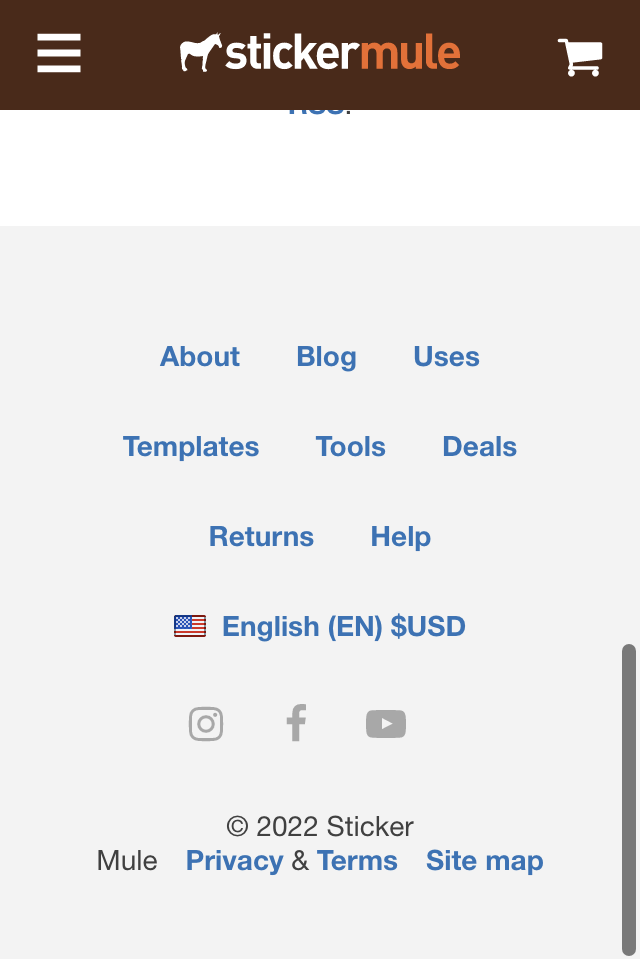 stickermule
About Blog Uses
Templates Tools Deals
Returns Help
English (EN) $USD
© 2022 Sticker
Mule Privacy & Terms Site map